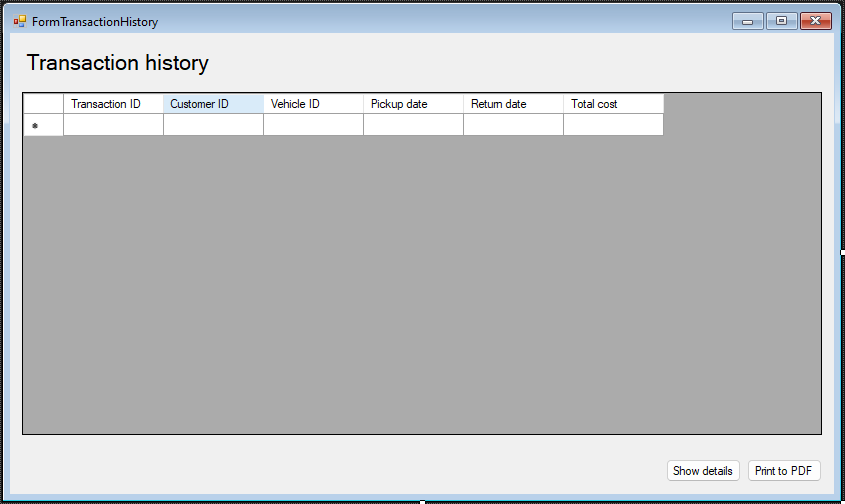 FormTransactionHistory
Transaction history
Transaction ID Customer ID Vehicle ID Pickup date Return date Total cost
Show details Print to PDF